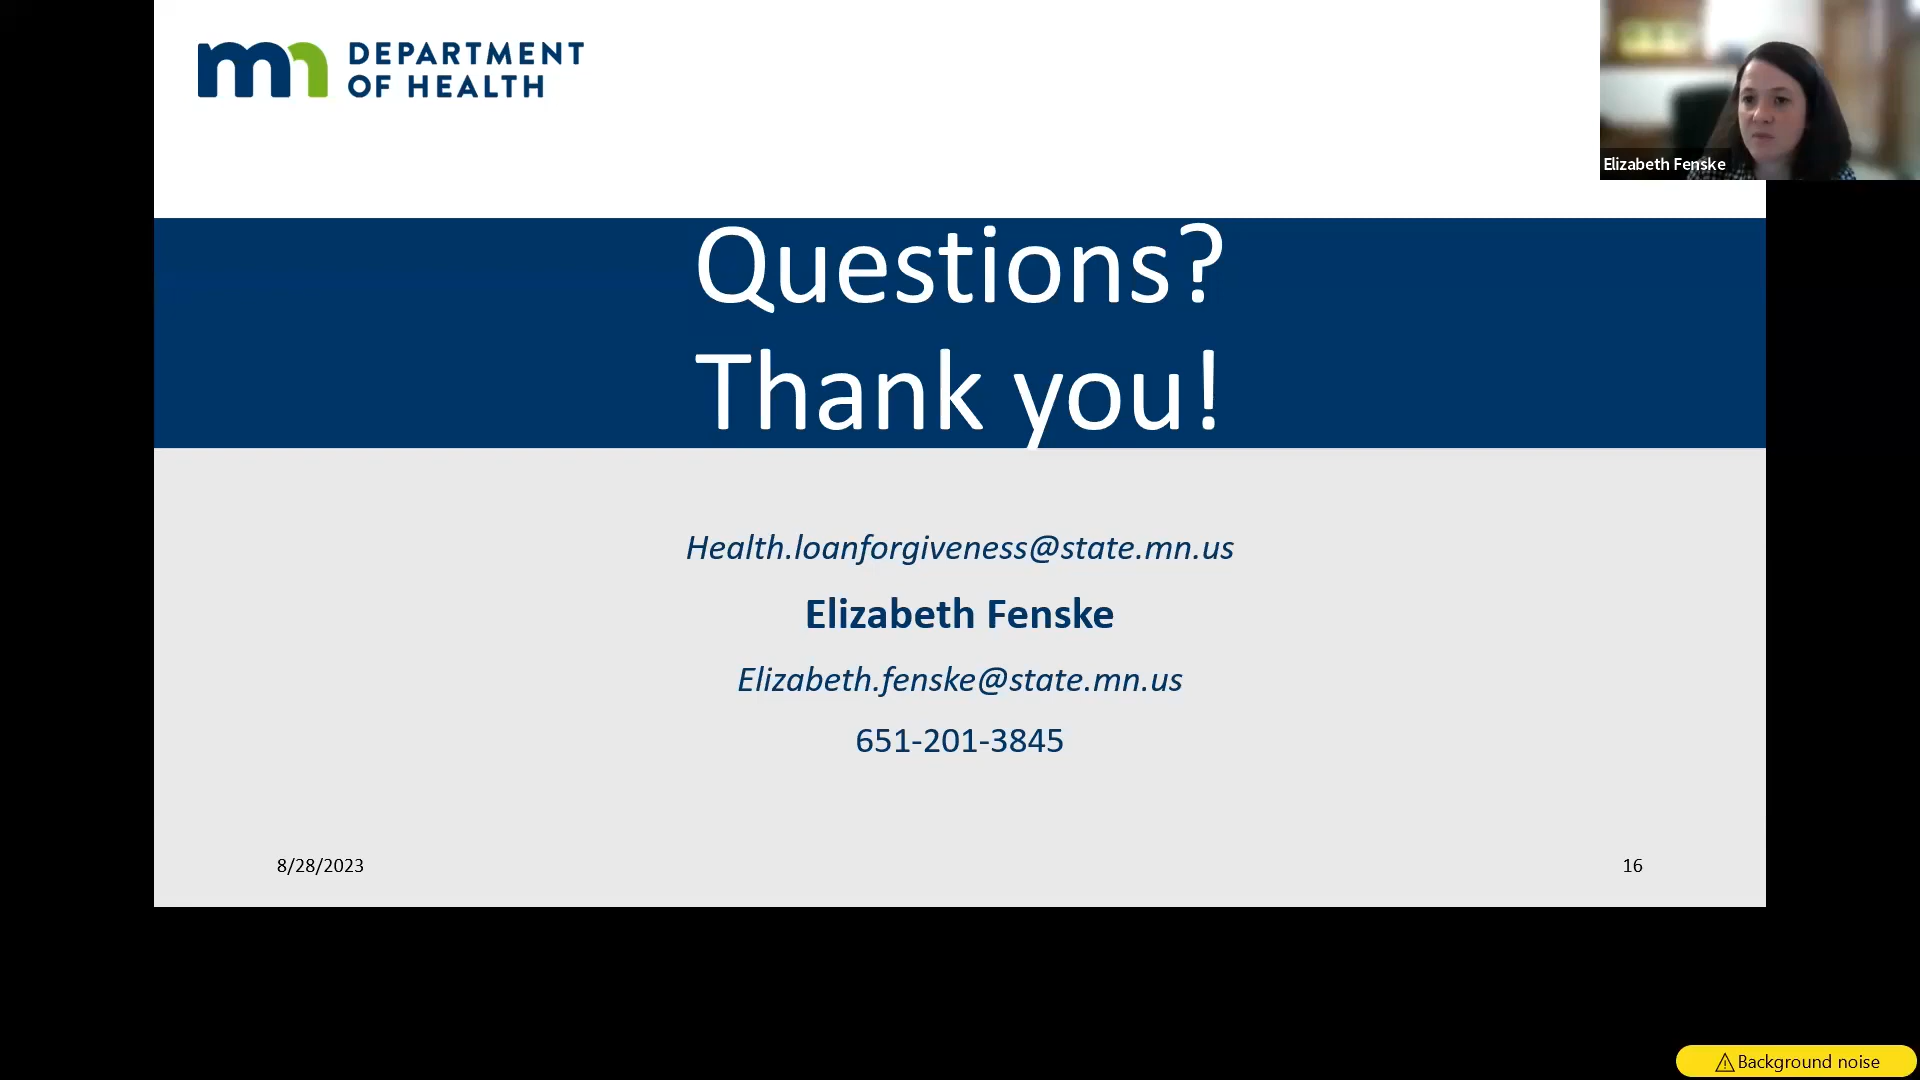 mn DEPARTMENT
OF HEALTH
Elizabeth Fenske
Questions?
Thank you!
Health.loanforgiveness@state.mn.us
Elizabeth Fenske
Elizabeth.fenske@state.mn.us
651-201-3845
8/28/2023
16
Background noise